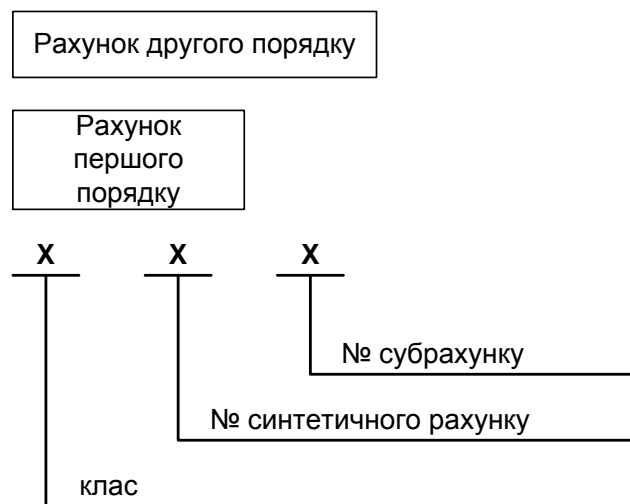 Рахунок другого порядку
Рахунок
першого
порядку
X X X
№ субрахунку
№ синтетичного рахунку
клас